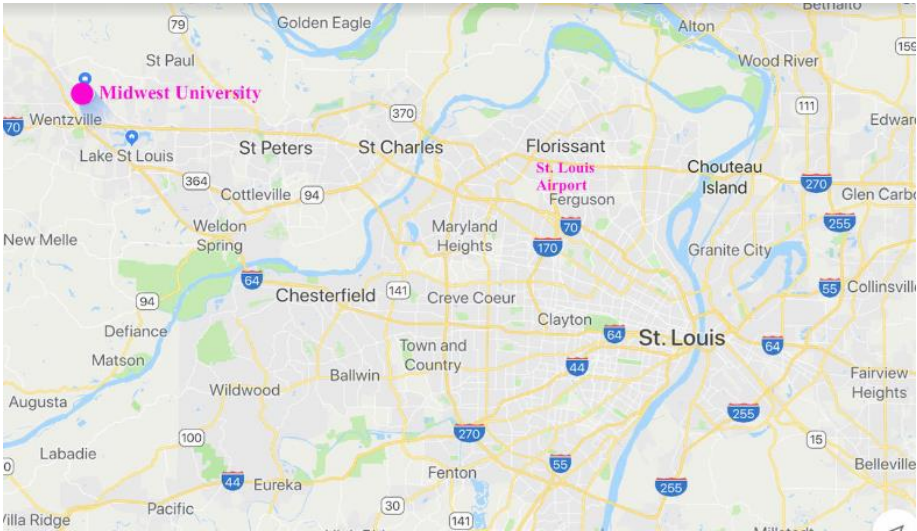 Bethalto
Golden Eagle
79
Alton
159
St Paul
Wood River
Midwest University
111
370
Wentzville
Edward
70
Lake St Louis
St Peters
St Charles
Florissant
St. Louis
Airport
Chouteau
Island
364
Cottleville
94
270
Glen Carbo
Ferguson
70
255
Weldon
Spring
Maryland
Heights
New Melle
170
Granite City
64
141
55
Collinsville
94
Chesterfield
Creve Coeur
Defiance
Clayton
64
St. Louis
64
Matson
Town and
Country
44
Ballwin
Fairview
Heights
Wildwood
Augusta
255
270
100
15
Labadie
55
Belleville
44
Eureka
Fenton
255
Pacific
30
Villa Ridge
141